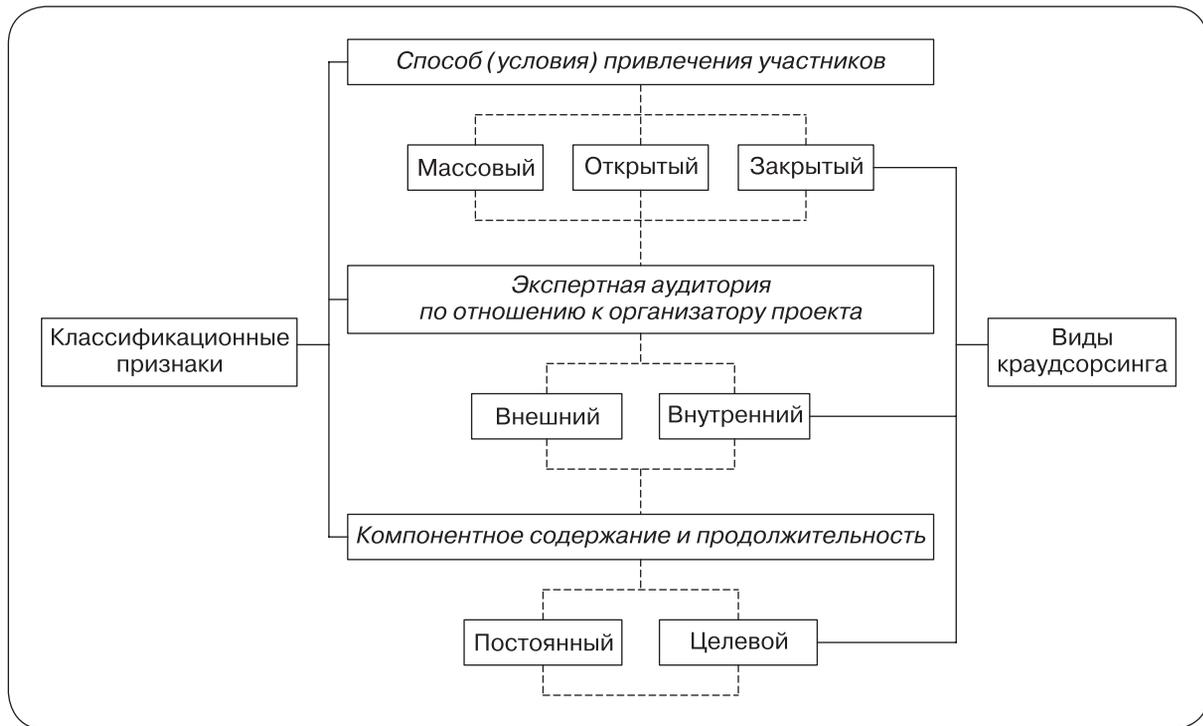 Способ (условия) привлечения участников
Массовый
Открытый
Закрытый
Экспертная аудитория
по отношению к организатору проекта
Классификационные
признаки
Виды
краудсорсинга
Внешний
Внутренний
Компонентное содержание и продолжительность
Постоянный
Целевой